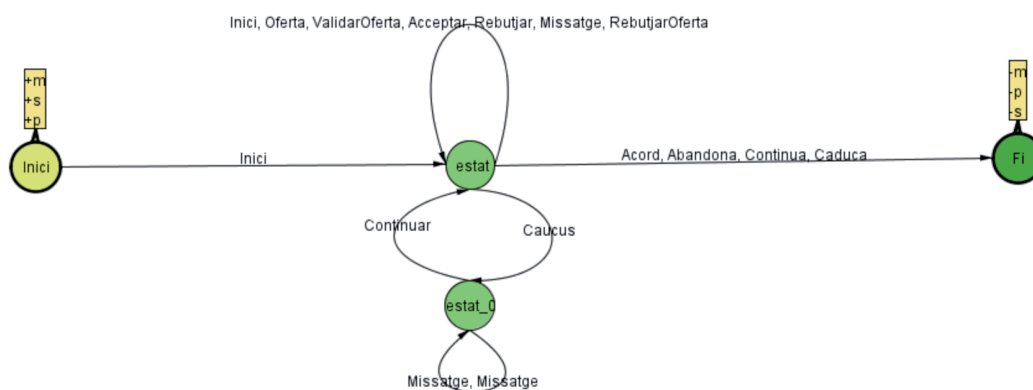 Inici, Oferta, ValidarOferta, Acceptar, Rebutjar, Missatge, RebutjarOferta
+m
+s
+p
-m
-p
-s
Inici
Inici
estat
Acord, Abandona, Continua, Caduca
Fi
Continuar
Caucus
estat_0
Missatge, Missatge